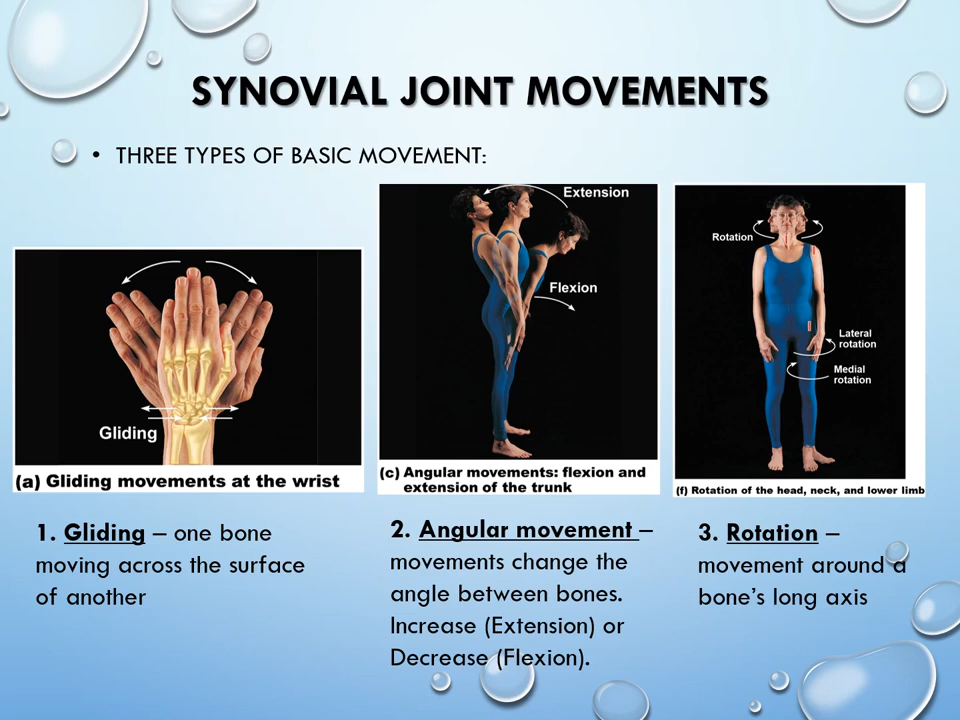 SYNOVIAL JOINT MOVEMENTS
• THREE TYPES OF BASIC MOVEMENT:
Gliding
(a) Gliding movements at the wrist
Extension
Flexion
(c) Angular movements: flexion and
extension of the trunk
Rotation
Lateral
rotation
Medial
rotation
(f) Rotation of the head, neck, and lower limb
1. Gliding – one bone
moving across the surface
of another
2. Angular movement –
movements change the
angle between bones.
Increase (Extension) or
Decrease (Flexion).
3. Rotation –
movement around a
bone’s long axis